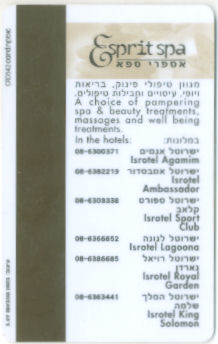 Esprit spa
אספרי ספא
מגוון טיפולי פינוק, בריאות
ויופי, עיסויים וחבילות טיפולים.
A choice of pampering
spa & beauty treatments,
massages and well being
treatments.
In the hotels: במלונות:
08-6300371 ישרוטל אגמים
Isrotel Agamim
08-6382219 ישרוטל אמבסדור
Isrotel
Ambassador
08-6303338 ישרוטל ספורט
קלאב
Isrotel Sport
Club
08-6366652 ישרוטל לגונה
Isrotel Lagoona
08-6386685 ישרוטל רויאל
גארדן
Isrotel Royal
Garden
08-6363441 ישרוטל המלך
שלמה
Isrotel King
Solomon